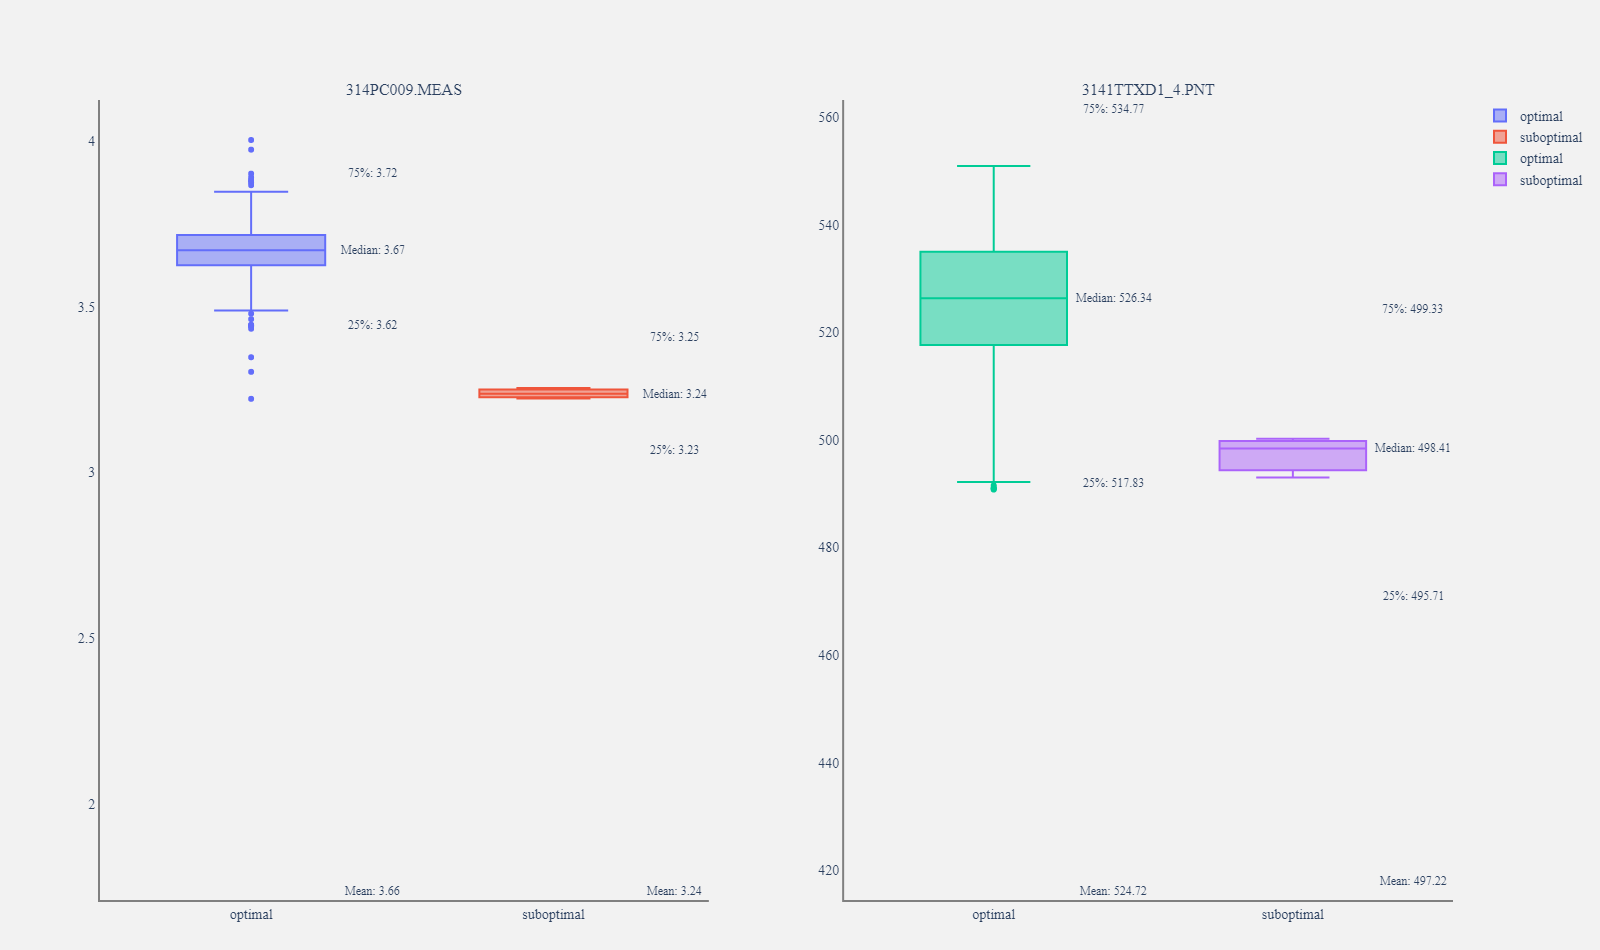 314PC009.MEAS
4
3.5
3
2.5
2
75%: 3.72
Median: 3.67
25%: 3.62
Mean: 3.66
75%: 3.25
Median: 3.24
25%: 3.23
Mean: 3.24
optimal
suboptimal
3141TTXD1_4.PNT
560
540
520
500
480
460
440
420
75%: 534.77
Median: 526.34
25%: 517.83
Mean: 524.72
75%: 499.33
Median: 498.41
25%: 495.71
Mean: 497.22
optimal
suboptimal
optimal
suboptimal
optimal
suboptimal